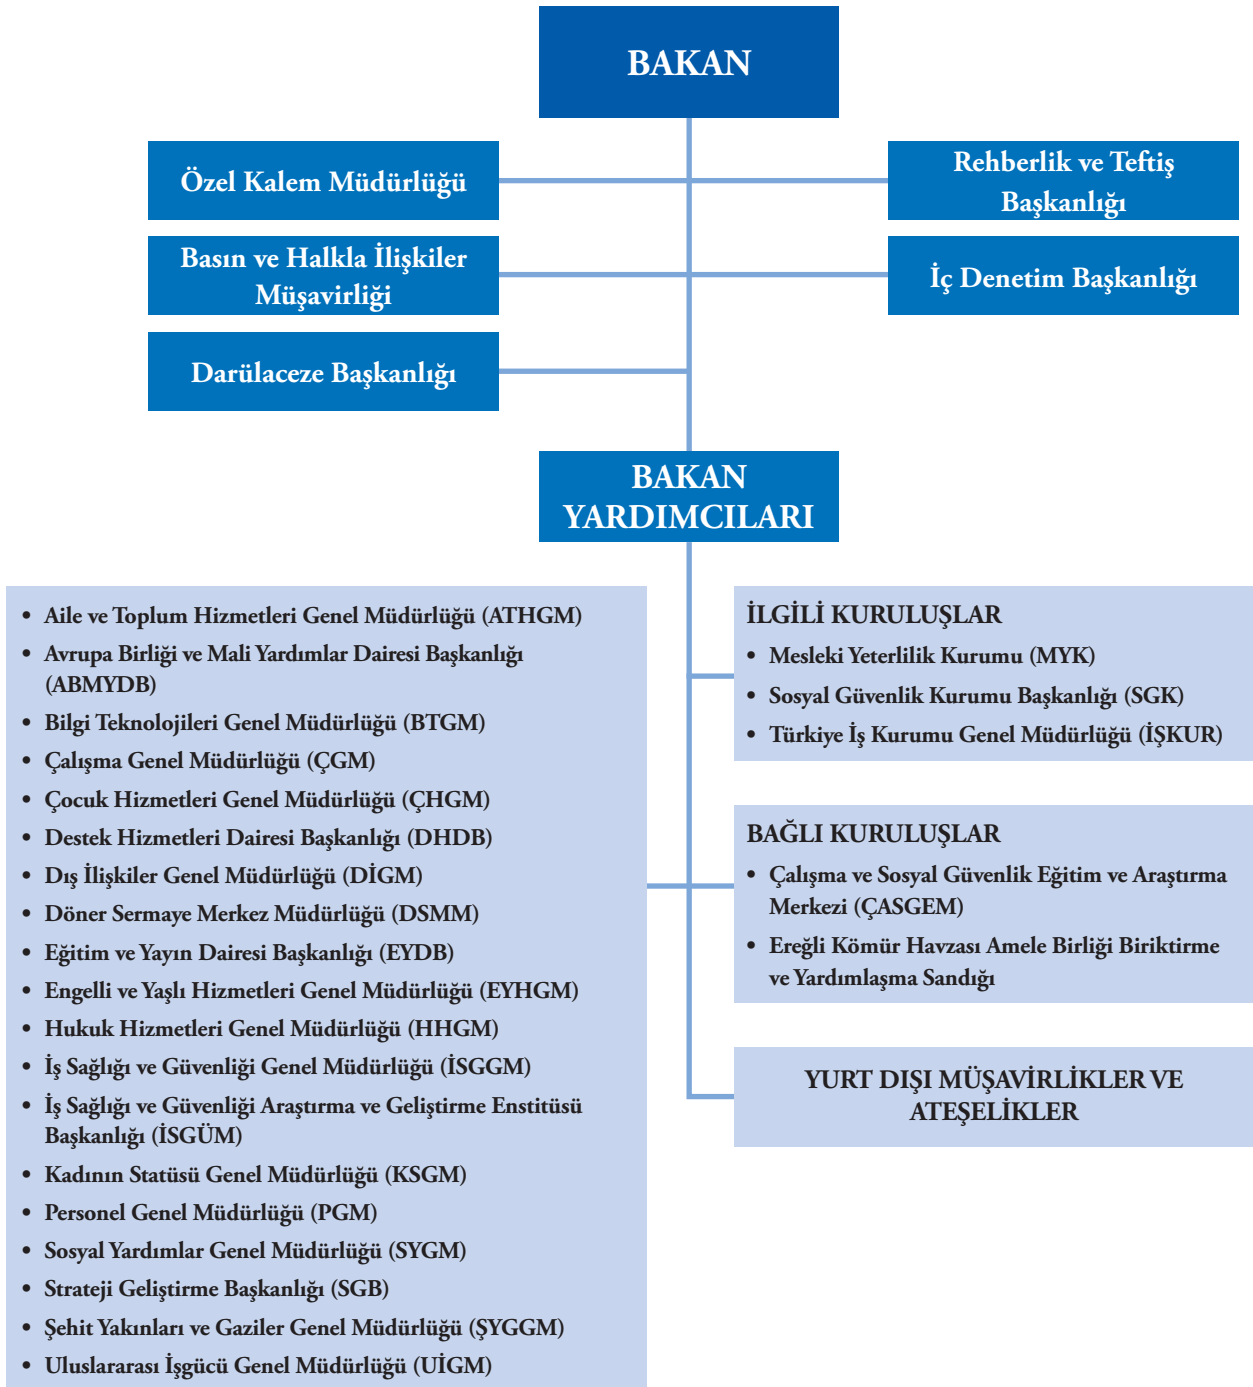 BAKAN
Özel Kalem Müdürlüğü
Rehberlik ve Teftiş
Başkanlığı
Basın ve Halkla İlişkiler
Müşavirliği
İç Denetim Başkanlığı
Darülaceze Başkanlığı
BAKAN
YARDIMCILARI
• Aile ve Toplum Hizmetleri Genel Müdürlüğü (ATHGM)
• Avrupa Birliği ve Mali Yardımlar Dairesi Başkanlığı
(ABMYDB)
• Bilgi Teknolojileri Genel Müdürlüğü (BTGM)
• Çalışma Genel Müdürlüğü (ÇGM)
• Çocuk Hizmetleri Genel Müdürlüğü (ÇHGM)
• Destek Hizmetleri Dairesi Başkanlığı (DHDB)
• Dış İlişkiler Genel Müdürlüğü (DİGM)
• Döner Sermaye Merkez Müdürlüğü (DSMM)
• Eğitim ve Yayın Dairesi Başkanlığı (EYDB)
• Engelli ve Yaşlı Hizmetleri Genel Müdürlüğü (EYHGM)
• Hukuk Hizmetleri Genel Müdürlüğü (HHGM)
• İş Sağlığı ve Güvenliği Genel Müdürlüğü (İSGGM)
• İş Sağlığı ve Güvenliği Araştırma ve Geliştirme Enstitüsü
Başkanlığı (İSGÜM)
• Kadının Statüsü Genel Müdürlüğü (KSGM)
• Personel Genel Müdürlüğü (PGM)
• Sosyal Yardımlar Genel Müdürlüğü (SYGM)
• Strateji Geliştirme Başkanlığı (SGB)
• Şehit Yakınları ve Gaziler Genel Müdürlüğü (ŞYGGM)
• Uluslararası İşgücü Genel Müdürlüğü (UİGM)
İLGİLİ KURULUŞLAR
• Mesleki Yeterlilik Kurumu (MYK)
• Sosyal Güvenlik Kurumu Başkanlığı (SGK)
• Türkiye İş Kurumu Genel Müdürlüğü (İŞKUR)
BAĞLI KURULUŞLAR
• Çalışma ve Sosyal Güvenlik Eğitim ve Araştırma
Merkezi (ÇASGEM)
• Ereğli Kömür Havzası Amele Birliği Biriktirme
ve Yardımlaşma Sandığı
YURT DIŞI MÜŞAVİRLİKLER VE
ATEŞELİKLER